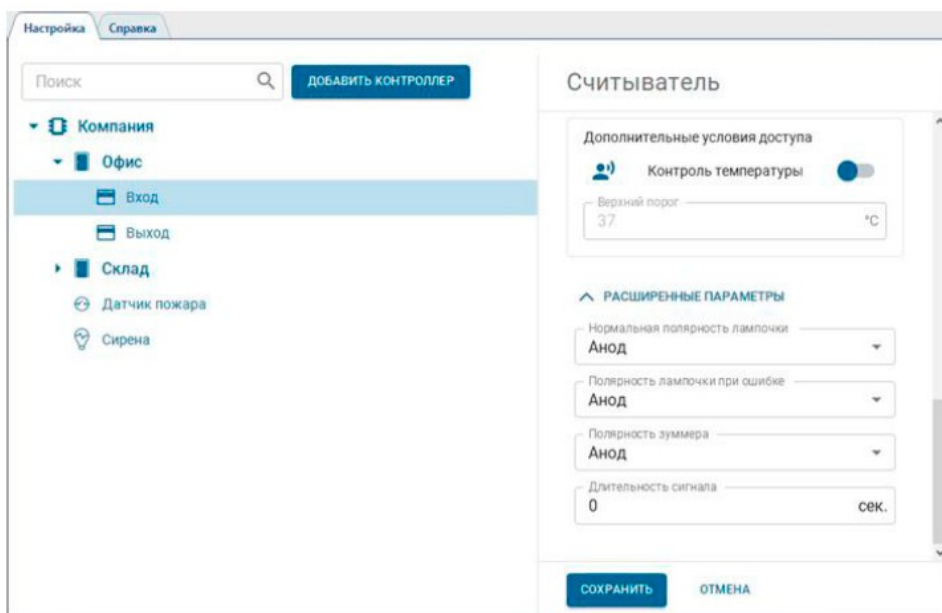 Настройка
Справка
Поиск
ДОБАВИТЬ КОНТРОЛЛЕР
Компания
Офис
Вход
Выход
Склад
Датчик пожара
Сирена
Считыватель
Дополнительные условия доступа
Контроль температуры
Верхний порог
37 °C
РАСШИРЕННЫЕ ПАРАМЕТРЫ
Нормальная полярность лампочки
Анод
Полярность лампочки при ошибке
Анод
Полярность зуммера
Анод
Длительность сигнала
0 сек.
СОХРАНИТЬ
ОТМЕНА